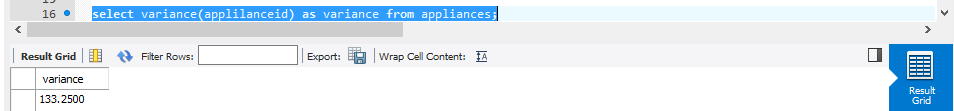 16 select variance(applilanceid) as variance from appliances;
Result Grid Filter Rows: Export: Wrap Cell Content: IA
variance
133.2500
Result
Grid